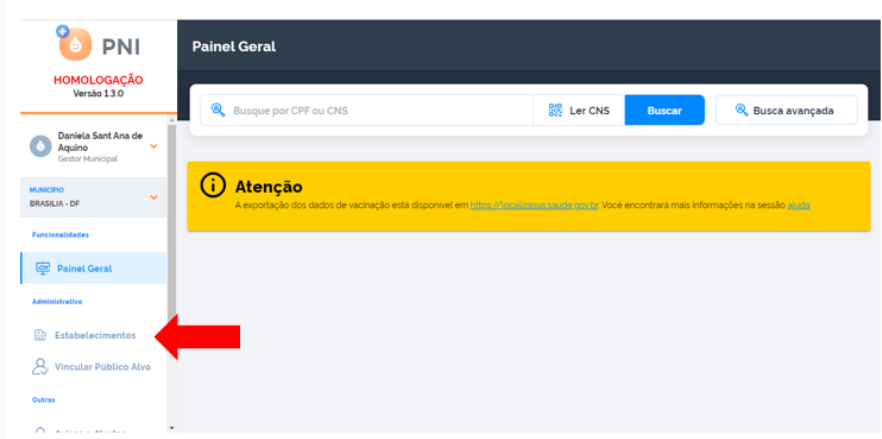 PNI
HOMOLOGAÇÃO
Versão 1.3.0
Daniela Sant Ana de
Aquino
Gestor Municipal
MUNICÍPIO
BRASILIA - DF
Funcionalidades
Painel Geral
Administrativo
Estabelecimentos
Vincular Público Alvo
Outros
Avisos e Alertas
Painel Geral
Busque por CPF ou CNS
Ler CNS
Buscar
Busca avançada
Atenção
A exportação dos dados de vacinação está disponível em https://localizasus.saude.gov.br. Você encontrará mais informações na sessão ajuda